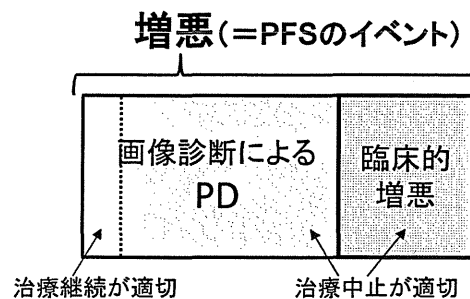 増悪(=PFSのイベント)
画像診断による
PD
臨床的
増悪
治療継続が適切
治療中止が適切